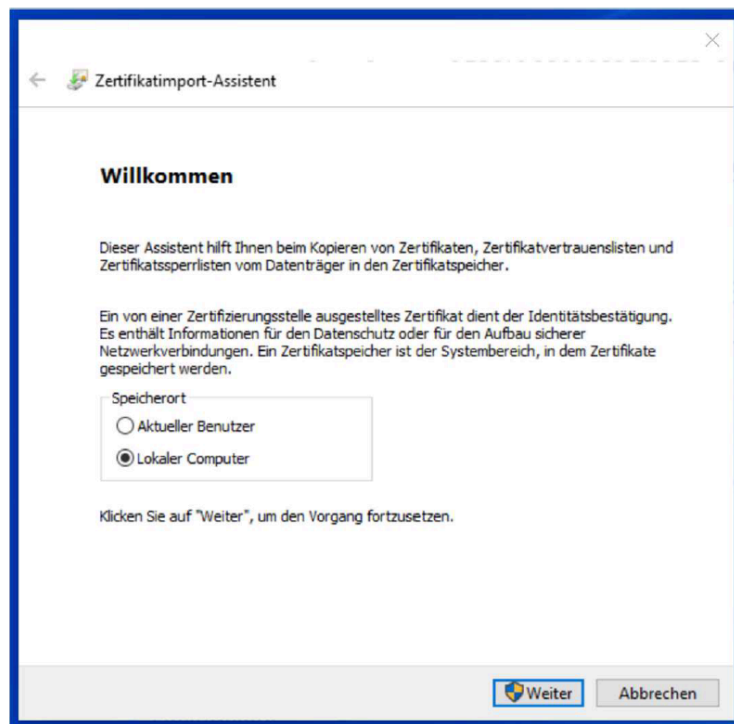 Zertifikatimport-Assistent
Willkommen
Dieser Assistent hilft Ihnen beim Kopieren von Zertifikaten, Zertifikatvertrauenslisten und
Zertifikatssperrlisten vom Datenträger in den Zertifikatspeicher.
Ein von einer Zertifizierungsstelle ausgestelltes Zertifikat dient der Identitätsbestätigung.
Es enthält Informationen für den Datenschutz oder für den Aufbau sicherer
Netzwerkverbindungen. Ein Zertifikatspeicher ist der Systembereich, in dem Zertifikate
gespeichert werden.
Speicherort
Aktueller Benutzer
Lokaler Computer
Klicken Sie auf "Weiter", um den Vorgang fortzusetzen.
Weiter Abbrechen